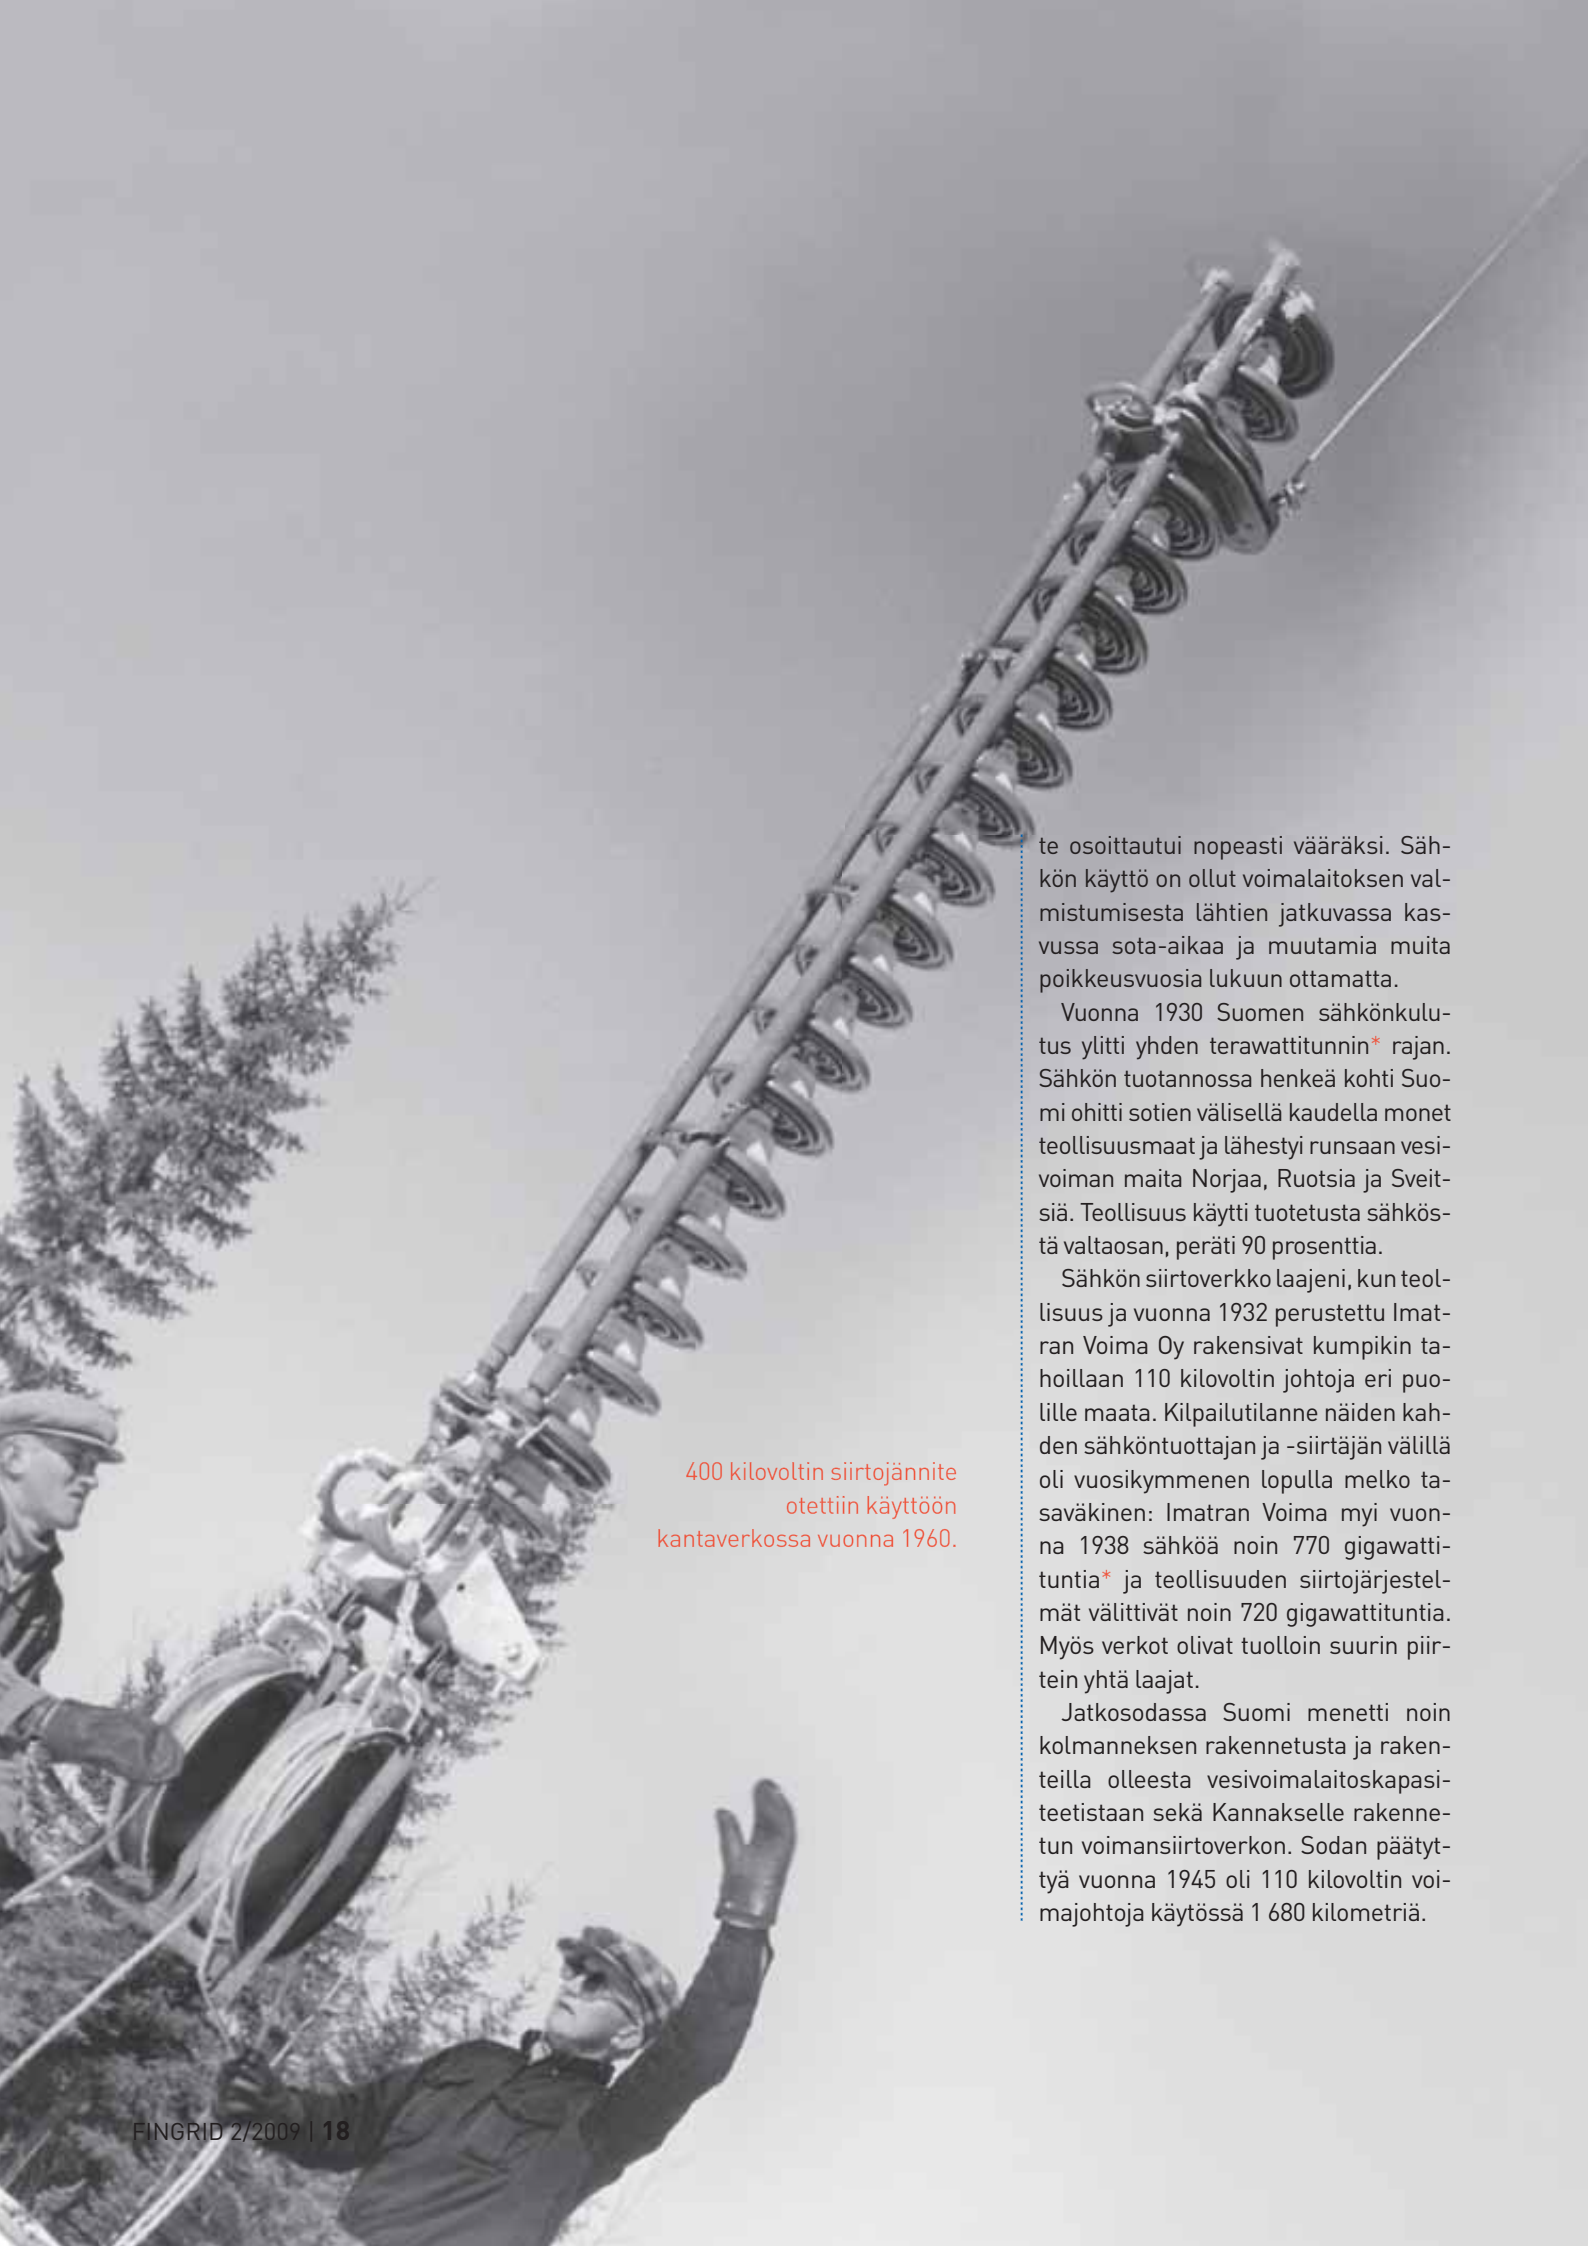 te osoittautui nopeasti vääräksi. Säh-
kön käyttö on ollut voimalaitoksen val-
mistumisesta lähtien jatkuvassa kas-
vussa sota-aikaa ja muutamia muita
poikkeusvuosia lukuun ottamatta.
Vuonna 1930 Suomen sähkönkulu-
tus ylitti yhden terawattitunnin* rajan.
Sähkön tuotannossa henkeä kohti Suo-
mi ohitti sotien välisellä kaudella monet
teollisuusmaat ja lähestyi runsaan vesi-
voiman maita Norjaa, Ruotsia ja Sveit-
siä. Teollisuus käytti tuotetusta sähkös-
tä valtaosan, peräti 90 prosenttia.
Sähkön siirtoverkko laajeni, kun teol-
lisuus ja vuonna 1932 perustettu Imat-
ran Voima Oy rakensivat kumpikin ta-
hoillaan 110 kilovoltin johtoja eri puo-
lille maata. Kilpailutilanne näiden kah-
den sähköntuottajan ja -siirtäjän välillä
oli vuosikymmenen lopulla melko ta-
saväkinen: Imatran Voima myi vuon-
na 1938 sähköä noin 770 gigawatti-
tuntia* ja teollisuuden siirtojärjestel-
mät välittivät noin 720 gigawattituntia.
Myös verkot olivat tuolloin suurin piir-
tein yhtä laajat.
Jatkosodassa Suomi menetti noin
kolmanneksen rakennetusta ja raken-
teilla olleesta vesivoimalaitoskapasi-
teetistaan sekä Kannakselle rakenne-
tun voimansiirtoverkon. Sodan päätyt-
tyä vuonna 1945 oli 110 kilovoltin voi-
majohtoja käytössä 1 680 kilometriä.
400 kilovoltin siirtojännite
otettiin käyttöön
kantaverkossa vuonna 1960.
FINGRID 2/2009 | 18